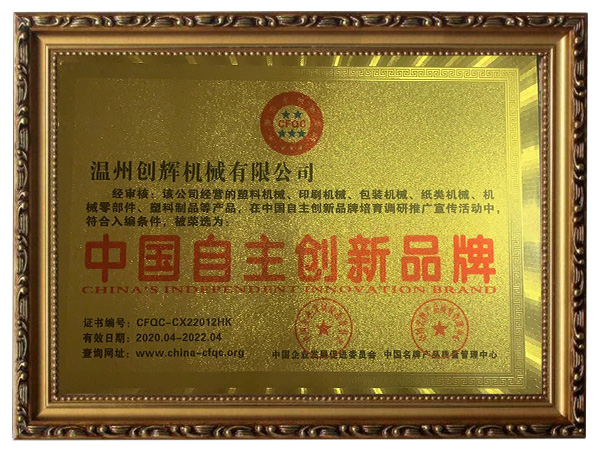 CFQC
温州创辉机械有限公司
经审核：该公司经营的塑料机械、印刷机械、包装机械、纸类机械、机
械零部件、塑料制品等产品，在中国自主创新品牌培育调研推广宣传活动中，
符合入编条件，被荣选为：
中国自主创新品牌
CHINA'S INDEPENDENT INNOVATION BRAND
证书编号：CFQC-CX22012HK
有效日期：2020.04-2022.04
查询网址：www.china-cfqc.org
中国企业发展促进委员会 中国名牌产品质量管理中心